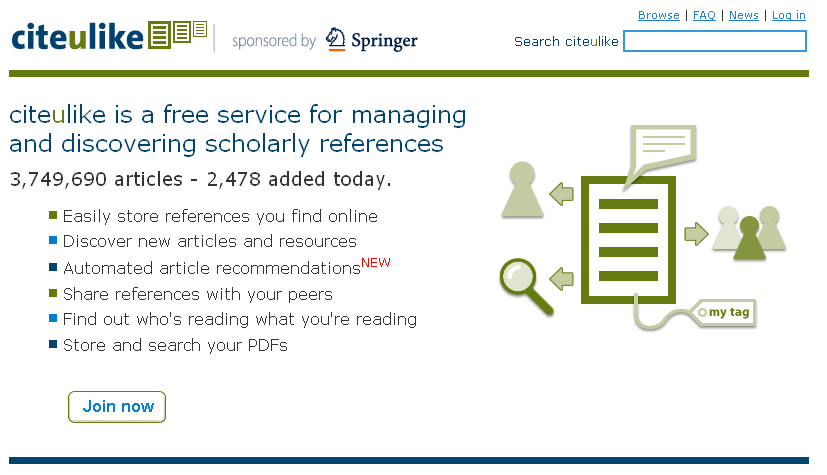 Browse | FAQ | News | Log in
citeulike | sponsored by Springer
Search citeulike
citeulike is a free service for managing
and discovering scholarly references
3,749,690 articles - 2,478 added today.
Easily store references you find online
Discover new articles and resources
Automated article recommendations NEW
Share references with your peers
Find out who's reading what you're reading
Store and search your PDFs
my tag
Join now